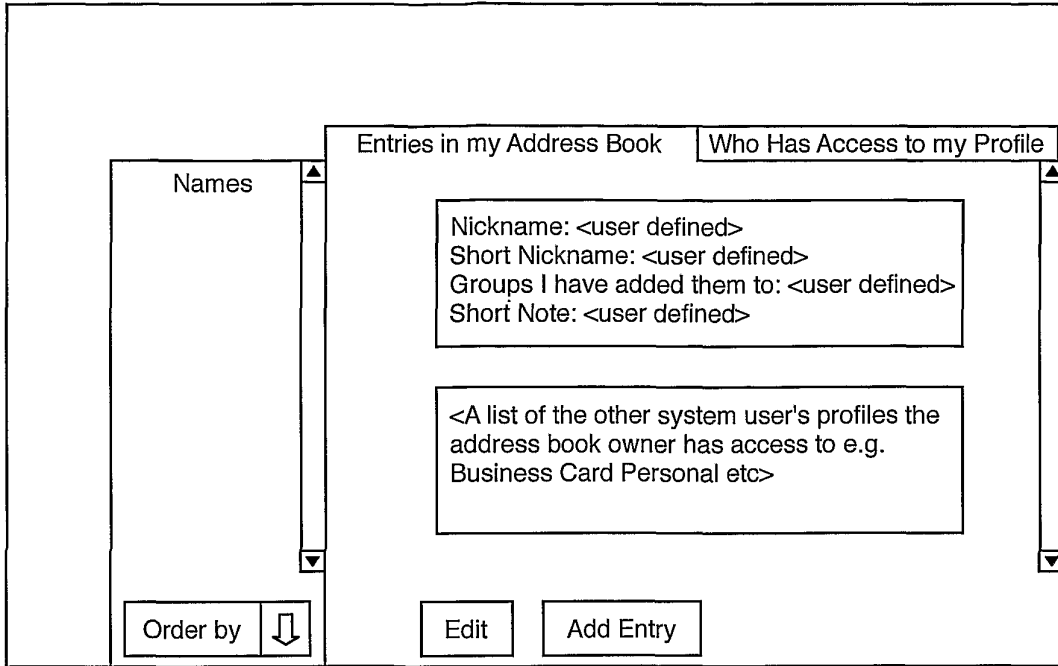 Entries in my Address Book
Who Has Access to my Profile
Names
Nickname: <user defined>
Short Nickname: <user defined>
Groups I have added them to: <user defined>
Short Note: <user defined>
<A list of the other system user's profiles the
address book owner has access to e.g.
Business Card Personal etc>
Order by
Edit
Add Entry